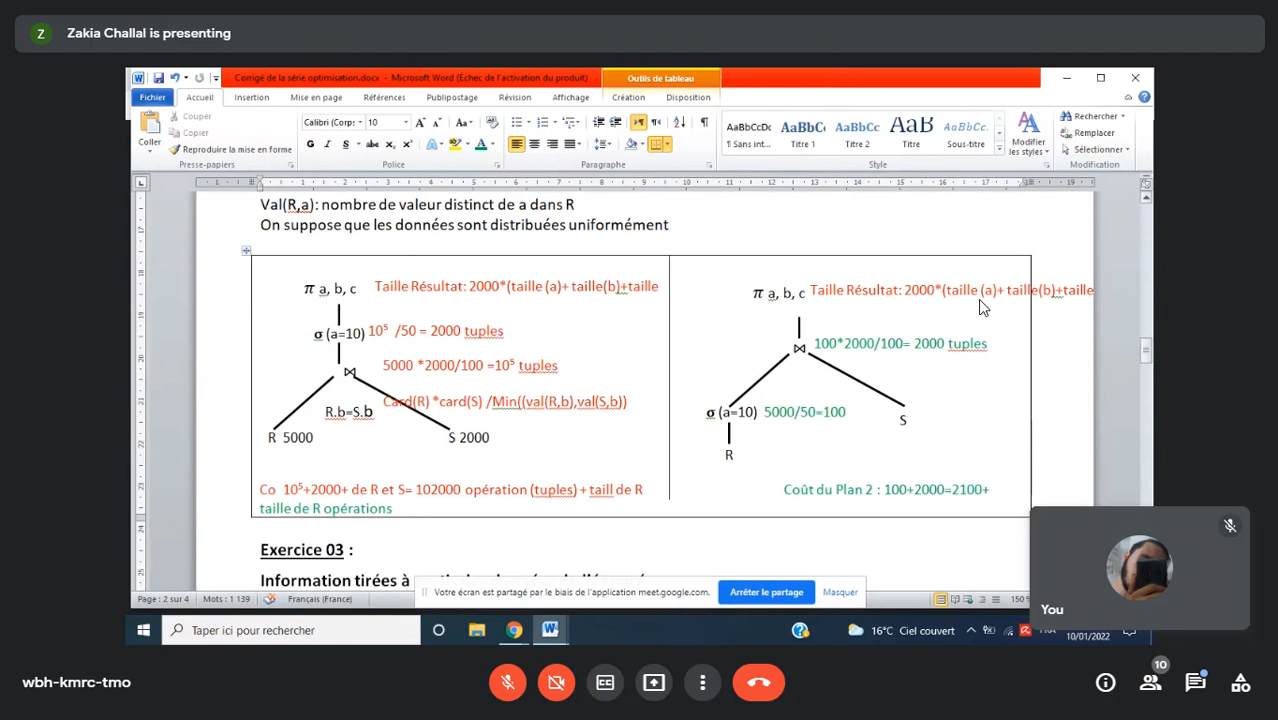 Z
Zakia Challal is presenting
Corrigé de la série optimisation.docx - Microsoft Word (Échec de l'activation du produit)
Outils de tableau
Fichier
Accueil
Insertion
Mise en page
Références
Publipostage
Révision
Affichage
Création
Disposition
Coller
Couper
Copier
Reproduire la mise en forme
Presse-papiers
Calibri (Corp:
10
Police
Paragraphe
AaBbCcDc
¶ Sans int...
AaBbC(
Titre 1
AaBbCc
Titre 2
AaB
Titre
AaBbCc.
Sous-titre
Style
Modifier les styles
Rechercher
Remplacer
Sélectionner
Modification
Val(R,a): nombre de valeur distinct de a dans R
On suppose que les données sont distribuées uniformément
π a, b, c Taille Résultat: 2000*(taille (a)+ taille(b)+taille
σ (a=10) 10⁵ /50 = 2000 tuples
5000 *2000/100 =10⁵ tuples
⋈
Card(R) *card(S) /Min((val(R,b),val(S,b))
R.b=S.b
R 5000
S 2000
Co 10⁵+2000+ de R et S= 102000 opération (tuples) + taill de R
taille de R opérations
π a, b, c Taille Résultat: 2000*(taille (a)+ taille(b)+taille
⋈ 100*2000/100= 2000 tuples
σ (a=10) 5000/50=100
S
R
Coût du Plan 2 : 100+2000=2100+
Exercice 03 :
Information tirées à
Votre écran est partagé par le biais de l'application meet.google.com.
Arrêter le partage
Masquer
Page : 2 sur 4
Mots : 1 139
Français (France)
150
Taper ici pour rechercher
16°C Ciel couvert
10/01/2022
You
wbh-kmrc-tmo
10